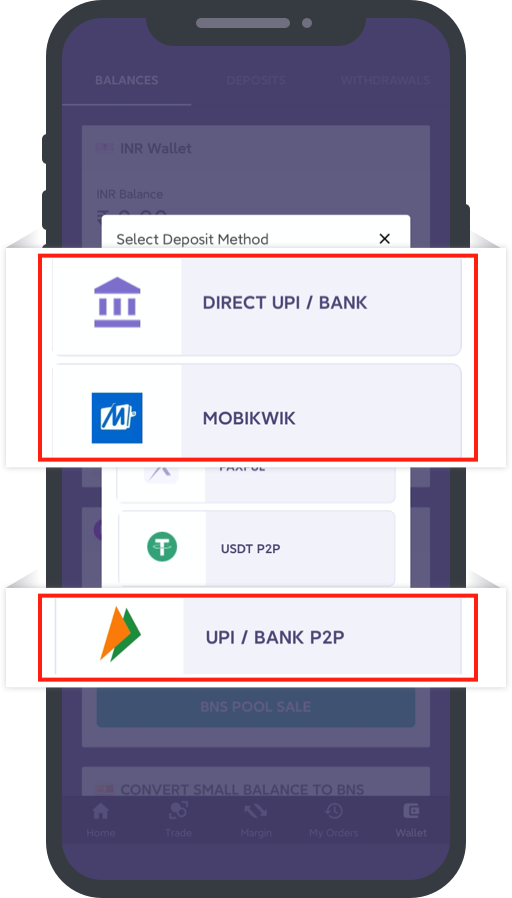 BALANCES
DEPOSITS
WITHDRAWALS
INR Wallet
INR Balance
Select Deposit Method
DIRECT UPI / BANK
MOBIKWIK
USDT P2P
UPI / BANK P2P
BNS POOL SALE
CONVERT SMALL BALANCE TO BNS
Home
Trade
Margin
My Orders
Wallet